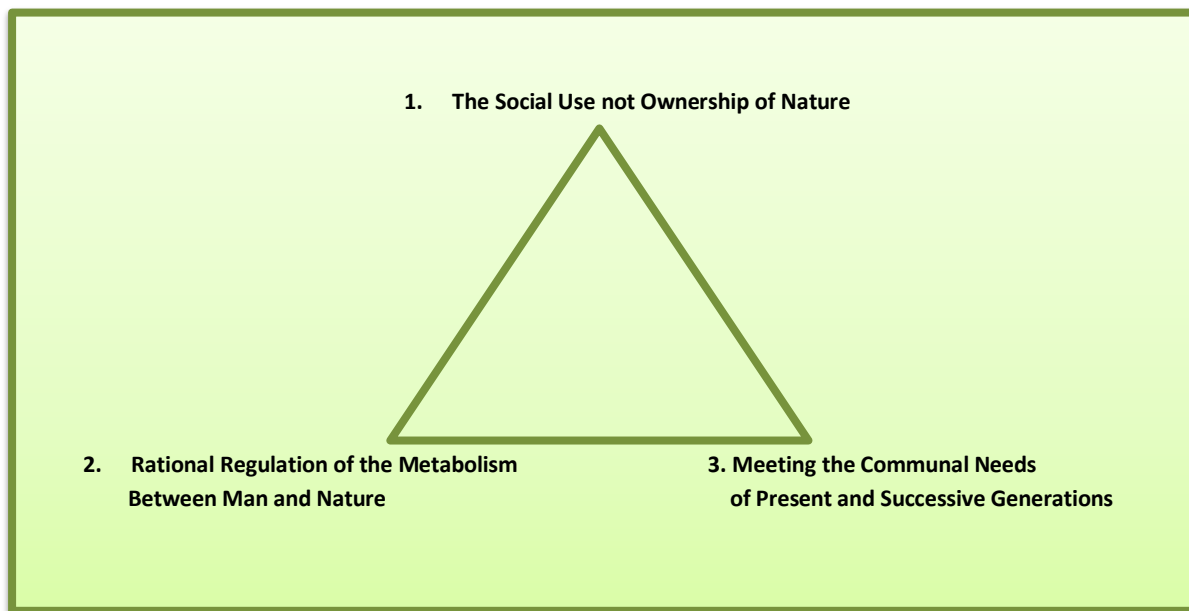 1. The Social Use not Ownership of Nature
2. Rational Regulation of the Metabolism
Between Man and Nature
3. Meeting the Communal Needs
of Present and Successive Generations